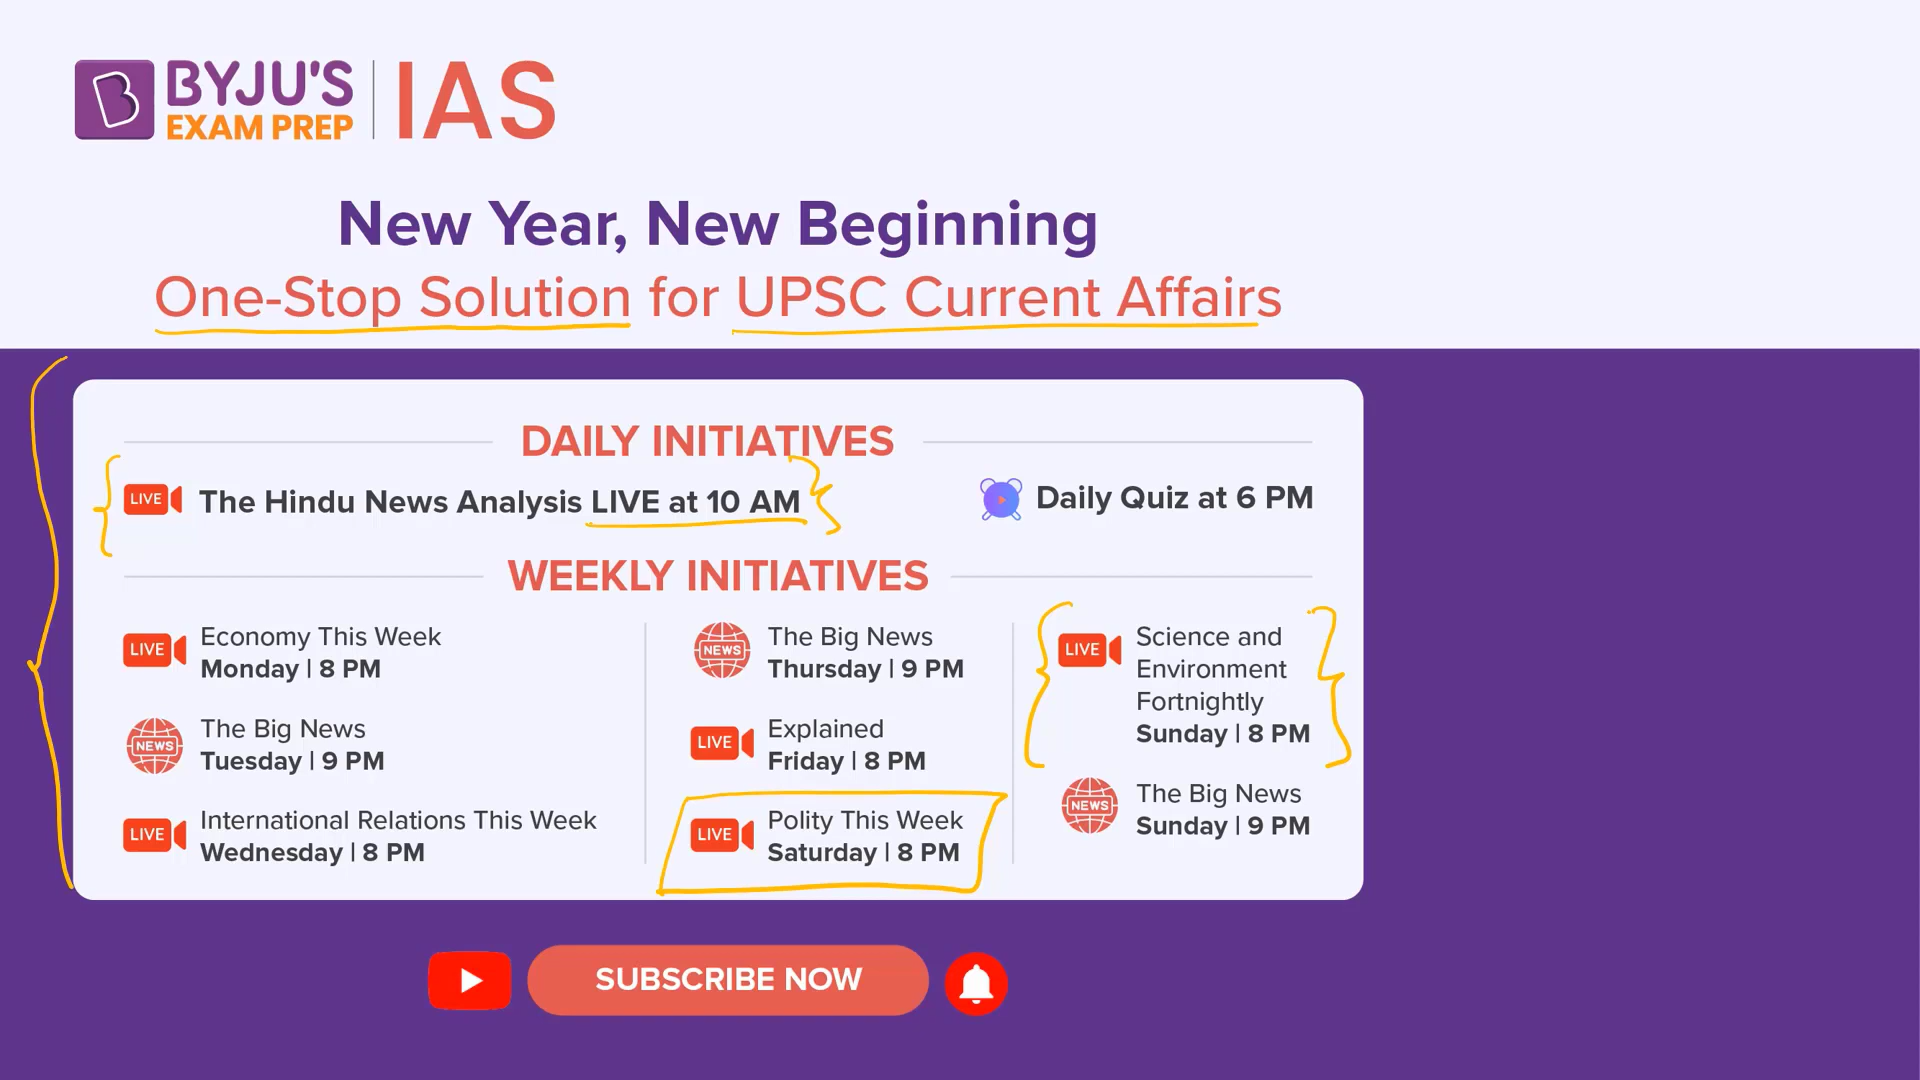 BYJU'S
EXAM PREP
IAS
New Year, New Beginning
One-Stop Solution for UPSC Current Affairs
DAILY INITIATIVES
LIVE
The Hindu News Analysis LIVE at 10 AM
Daily Quiz at 6 PM
WEEKLY INITIATIVES
LIVE
Economy This Week
Monday | 8 PM
NEWS
The Big News
Tuesday | 9 PM
LIVE
International Relations This Week
Wednesday | 8 PM
NEWS
The Big News
Thursday | 9 PM
LIVE
Explained
Friday | 8 PM
LIVE
Polity This Week
Saturday | 8 PM
LIVE
Science and
Environment
Fortnightly
Sunday | 8 PM
NEWS
The Big News
Sunday | 9 PM
SUBSCRIBE NOW